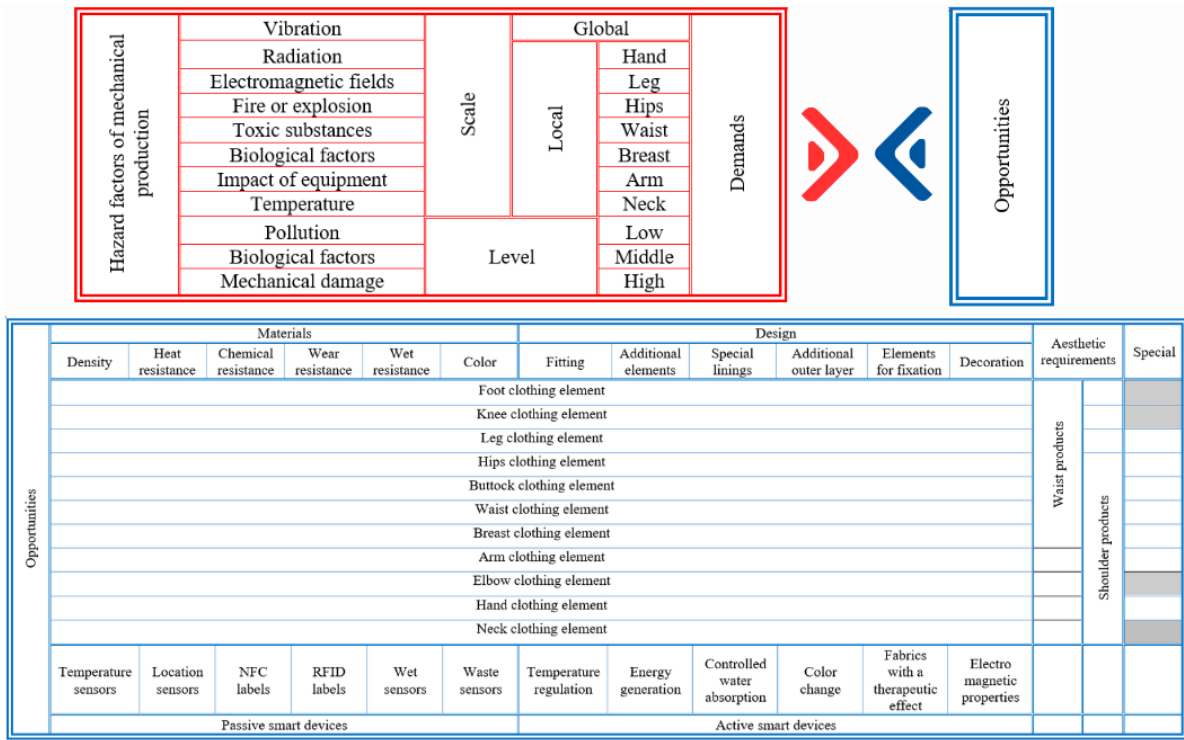 Hazard factors of mechanical
production
Vibration
Radiation
Electromagnetic fields
Fire or explosion
Toxic substances
Biological factors
Impact of equipment
Temperature
Pollution
Biological factors
Mechanical damage
Scale
Global
Local
Hand
Leg
Hips
Waist
Breast
Arm
Neck
Level
Low
Middle
High
Demands
Opportunities
Opportunities
Materials
Design
Aesthetic
requirements
Special
Density
Heat
resistance
Chemical
resistance
Wear
resistance
Wet
resistance
Color
Fitting
Additional
elements
Special
linings
Additional
outer layer
Elements
for fixation
Decoration
Foot clothing element
Knee clothing element
Leg clothing element
Hips clothing element
Buttock clothing element
Waist clothing element
Breast clothing element
Arm clothing element
Elbow clothing element
Hand clothing element
Neck clothing element
Waist products
Shoulder products
Temperature
sensors
Location
sensors
NFC
labels
RFID
labels
Wet
sensors
Waste
sensors
Temperature
regulation
Energy
generation
Controlled
water
absorption
Color
change
Fabrics
with a
therapeutic
effect
Electro
magnetic
properties
Passive smart devices
Active smart devices